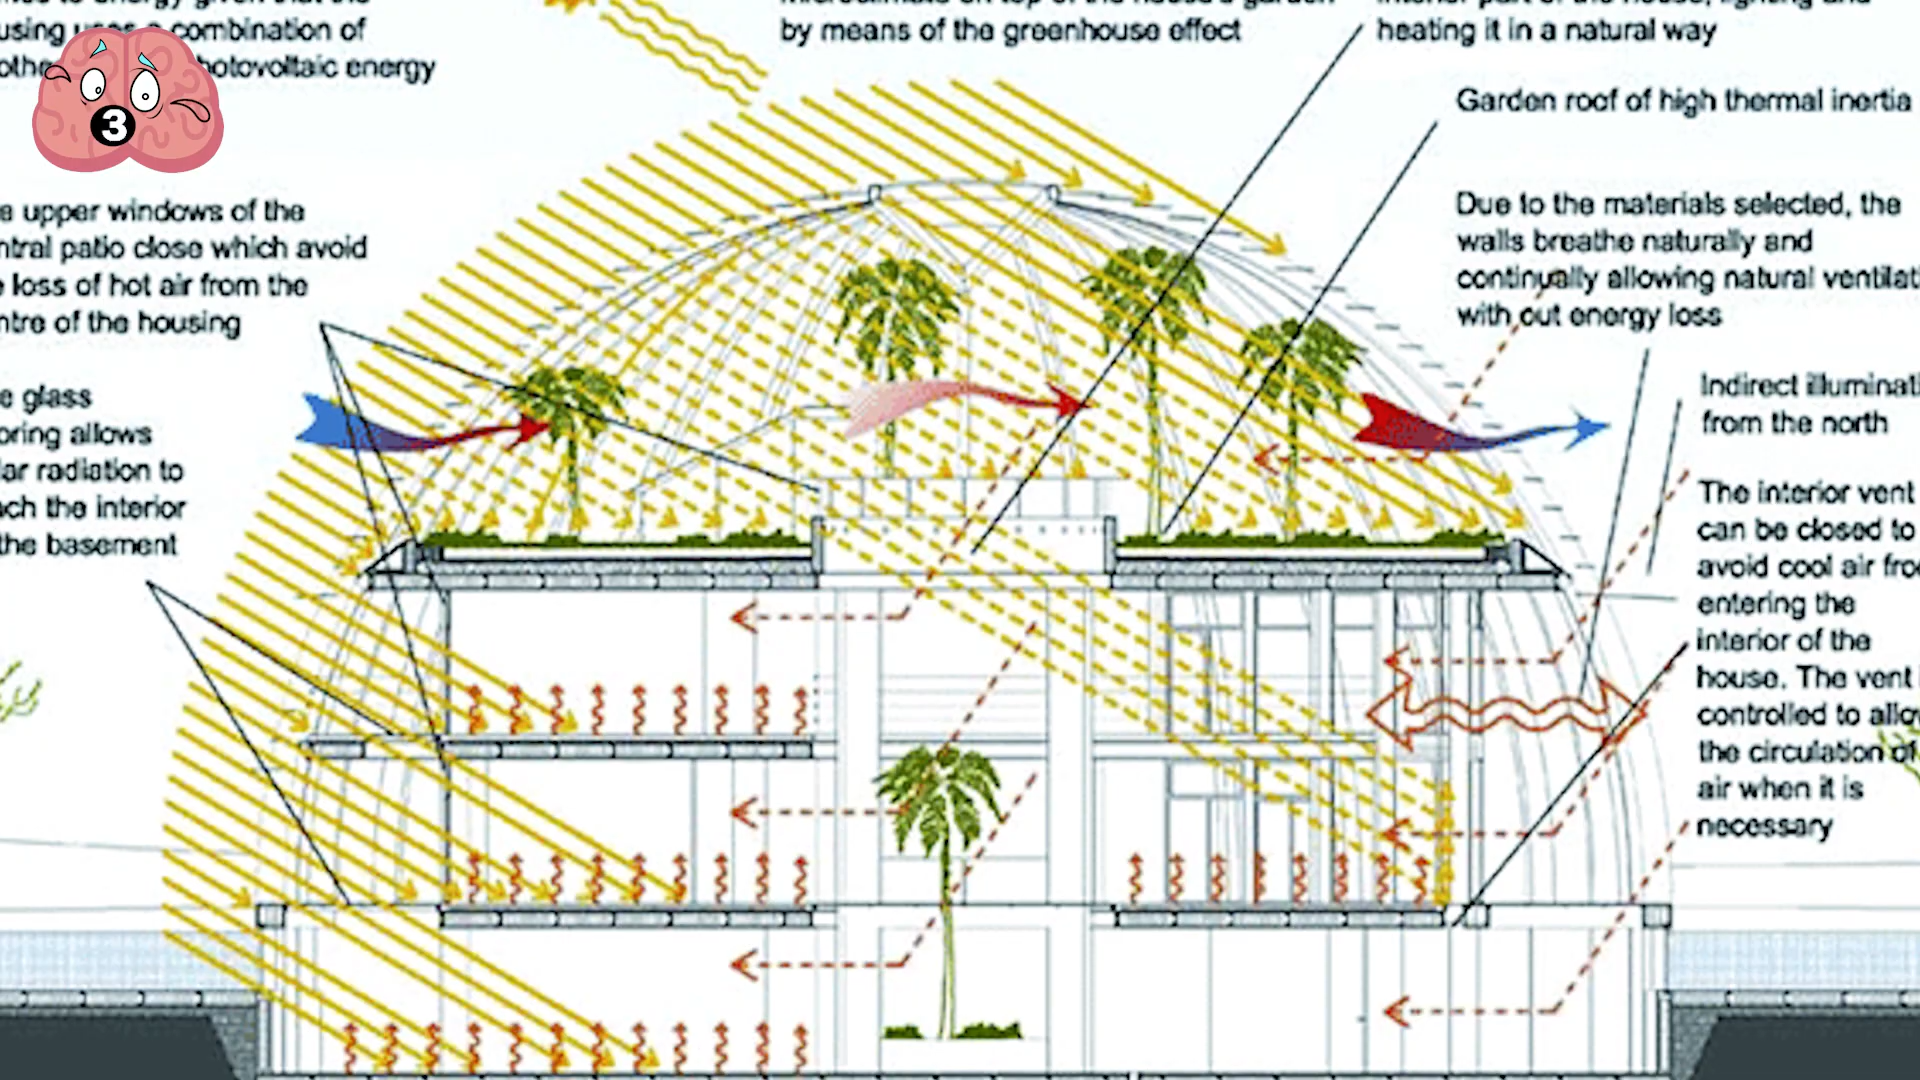 using uses a combination of
photovoltaic energy
3
by means of the greenhouse effect
heating it in a natural way
Garden roof of high thermal inertia
e upper windows of the
ntral patio close which avoid
e loss of hot air from the
ntre of the housing
e glass
oring allows
lar radiation to
ach the interior
the basement
Due to the materials selected, the
walls breathe naturally and
continually allowing natural ventilati
with out energy loss
Indirect illuminati
from the north
The interior vent
can be closed to
avoid cool air fro
entering the
interior of the
house. The vent i
controlled to allo
the circulation of
air when it is
necessary